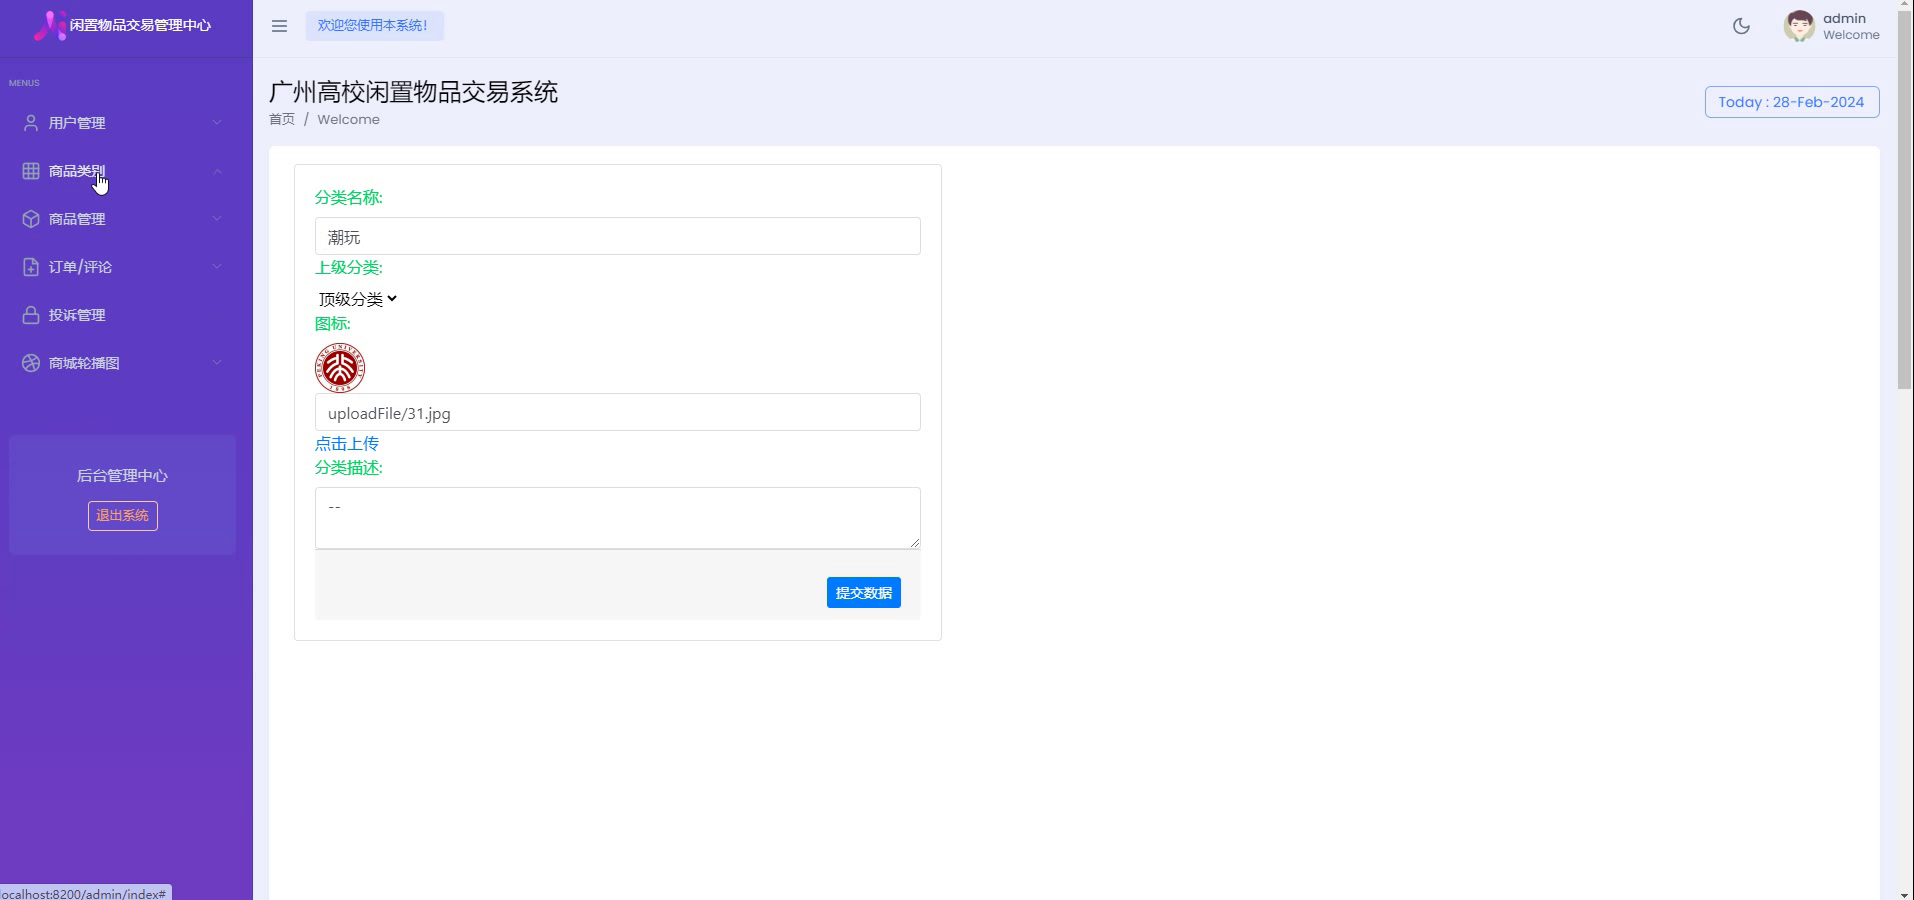 闲置物品交易管理中心
欢迎您使用本系统!
admin
Welcome
MENUS
用户管理
商品类别
商品管理
订单/评论
投诉管理
商城轮播图
后台管理中心
退出系统
广州高校闲置物品交易系统
首页 / Welcome
Today : 28-Feb-2024
分类名称:
潮玩
上级分类:
顶级分类
图标:
uploadFile/31.jpg
点击上传
分类描述:
--
提交数据
localhost:8200/admin/index#